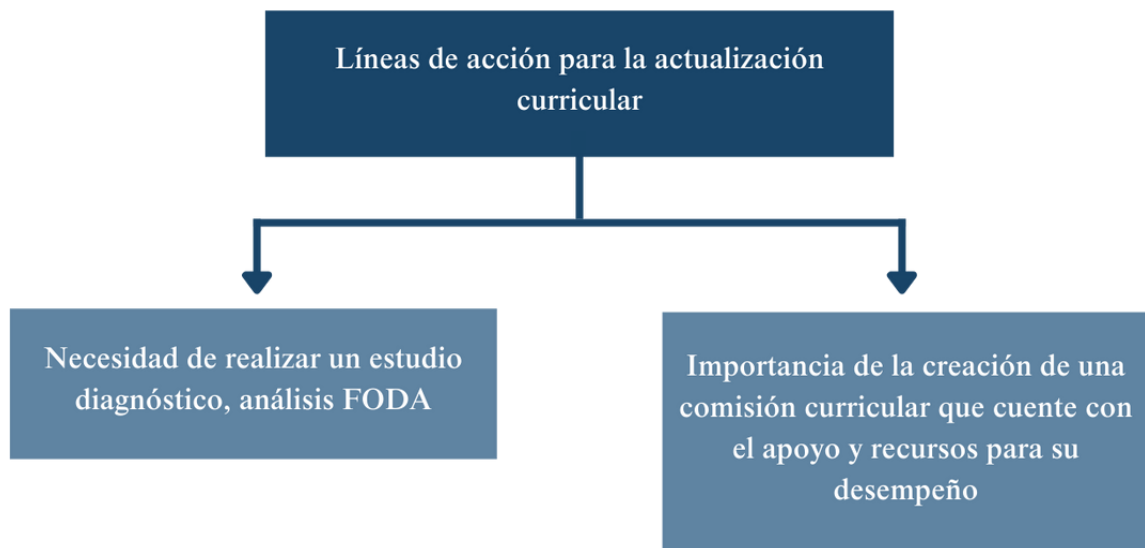 Líneas de acción para la actualización
curricular
Necesidad de realizar un estudio
diagnóstico, análisis FODA
Importancia de la creación de una
comisión curricular que cuente con
el apoyo y recursos para su
desempeño